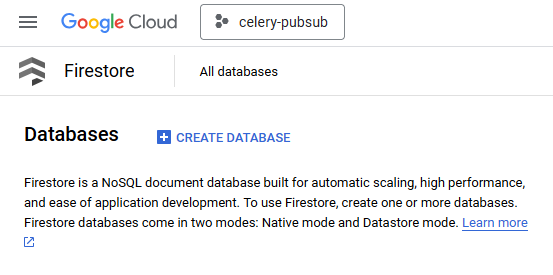 Google Cloud
celery-pubsub
Firestore
All databases
Databases
CREATE DATABASE
Firestore is a NoSQL document database built for automatic scaling, high performance,
and ease of application development. To use Firestore, create one or more databases.
Firestore databases come in two modes: Native mode and Datastore mode. Learn more